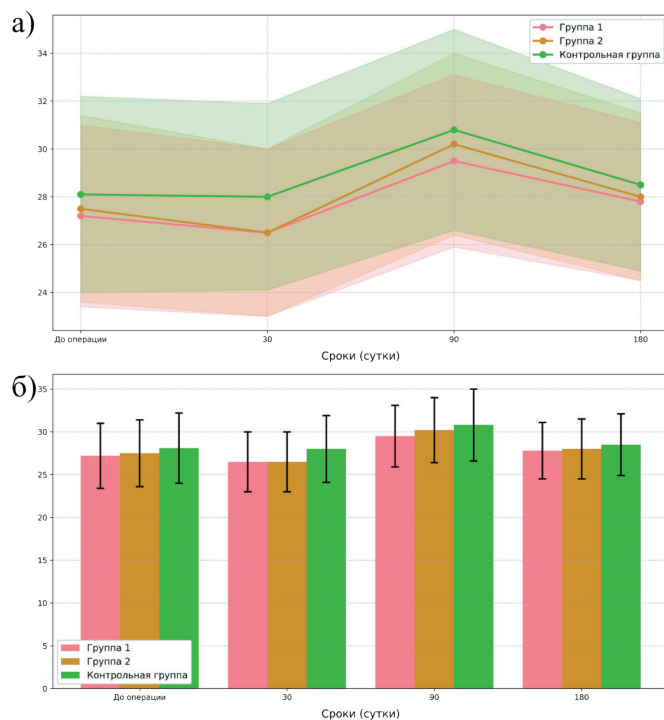 а)
34
32
30
28
26
24
Группа 1
Группа 2
Контрольная группа
До операции 30 90 180
Сроки (сутки)
б)
35
30
25
20
15
10
5
0
Группа 1
Группа 2
Контрольная группа
До операции 30 90 180
Сроки (сутки)